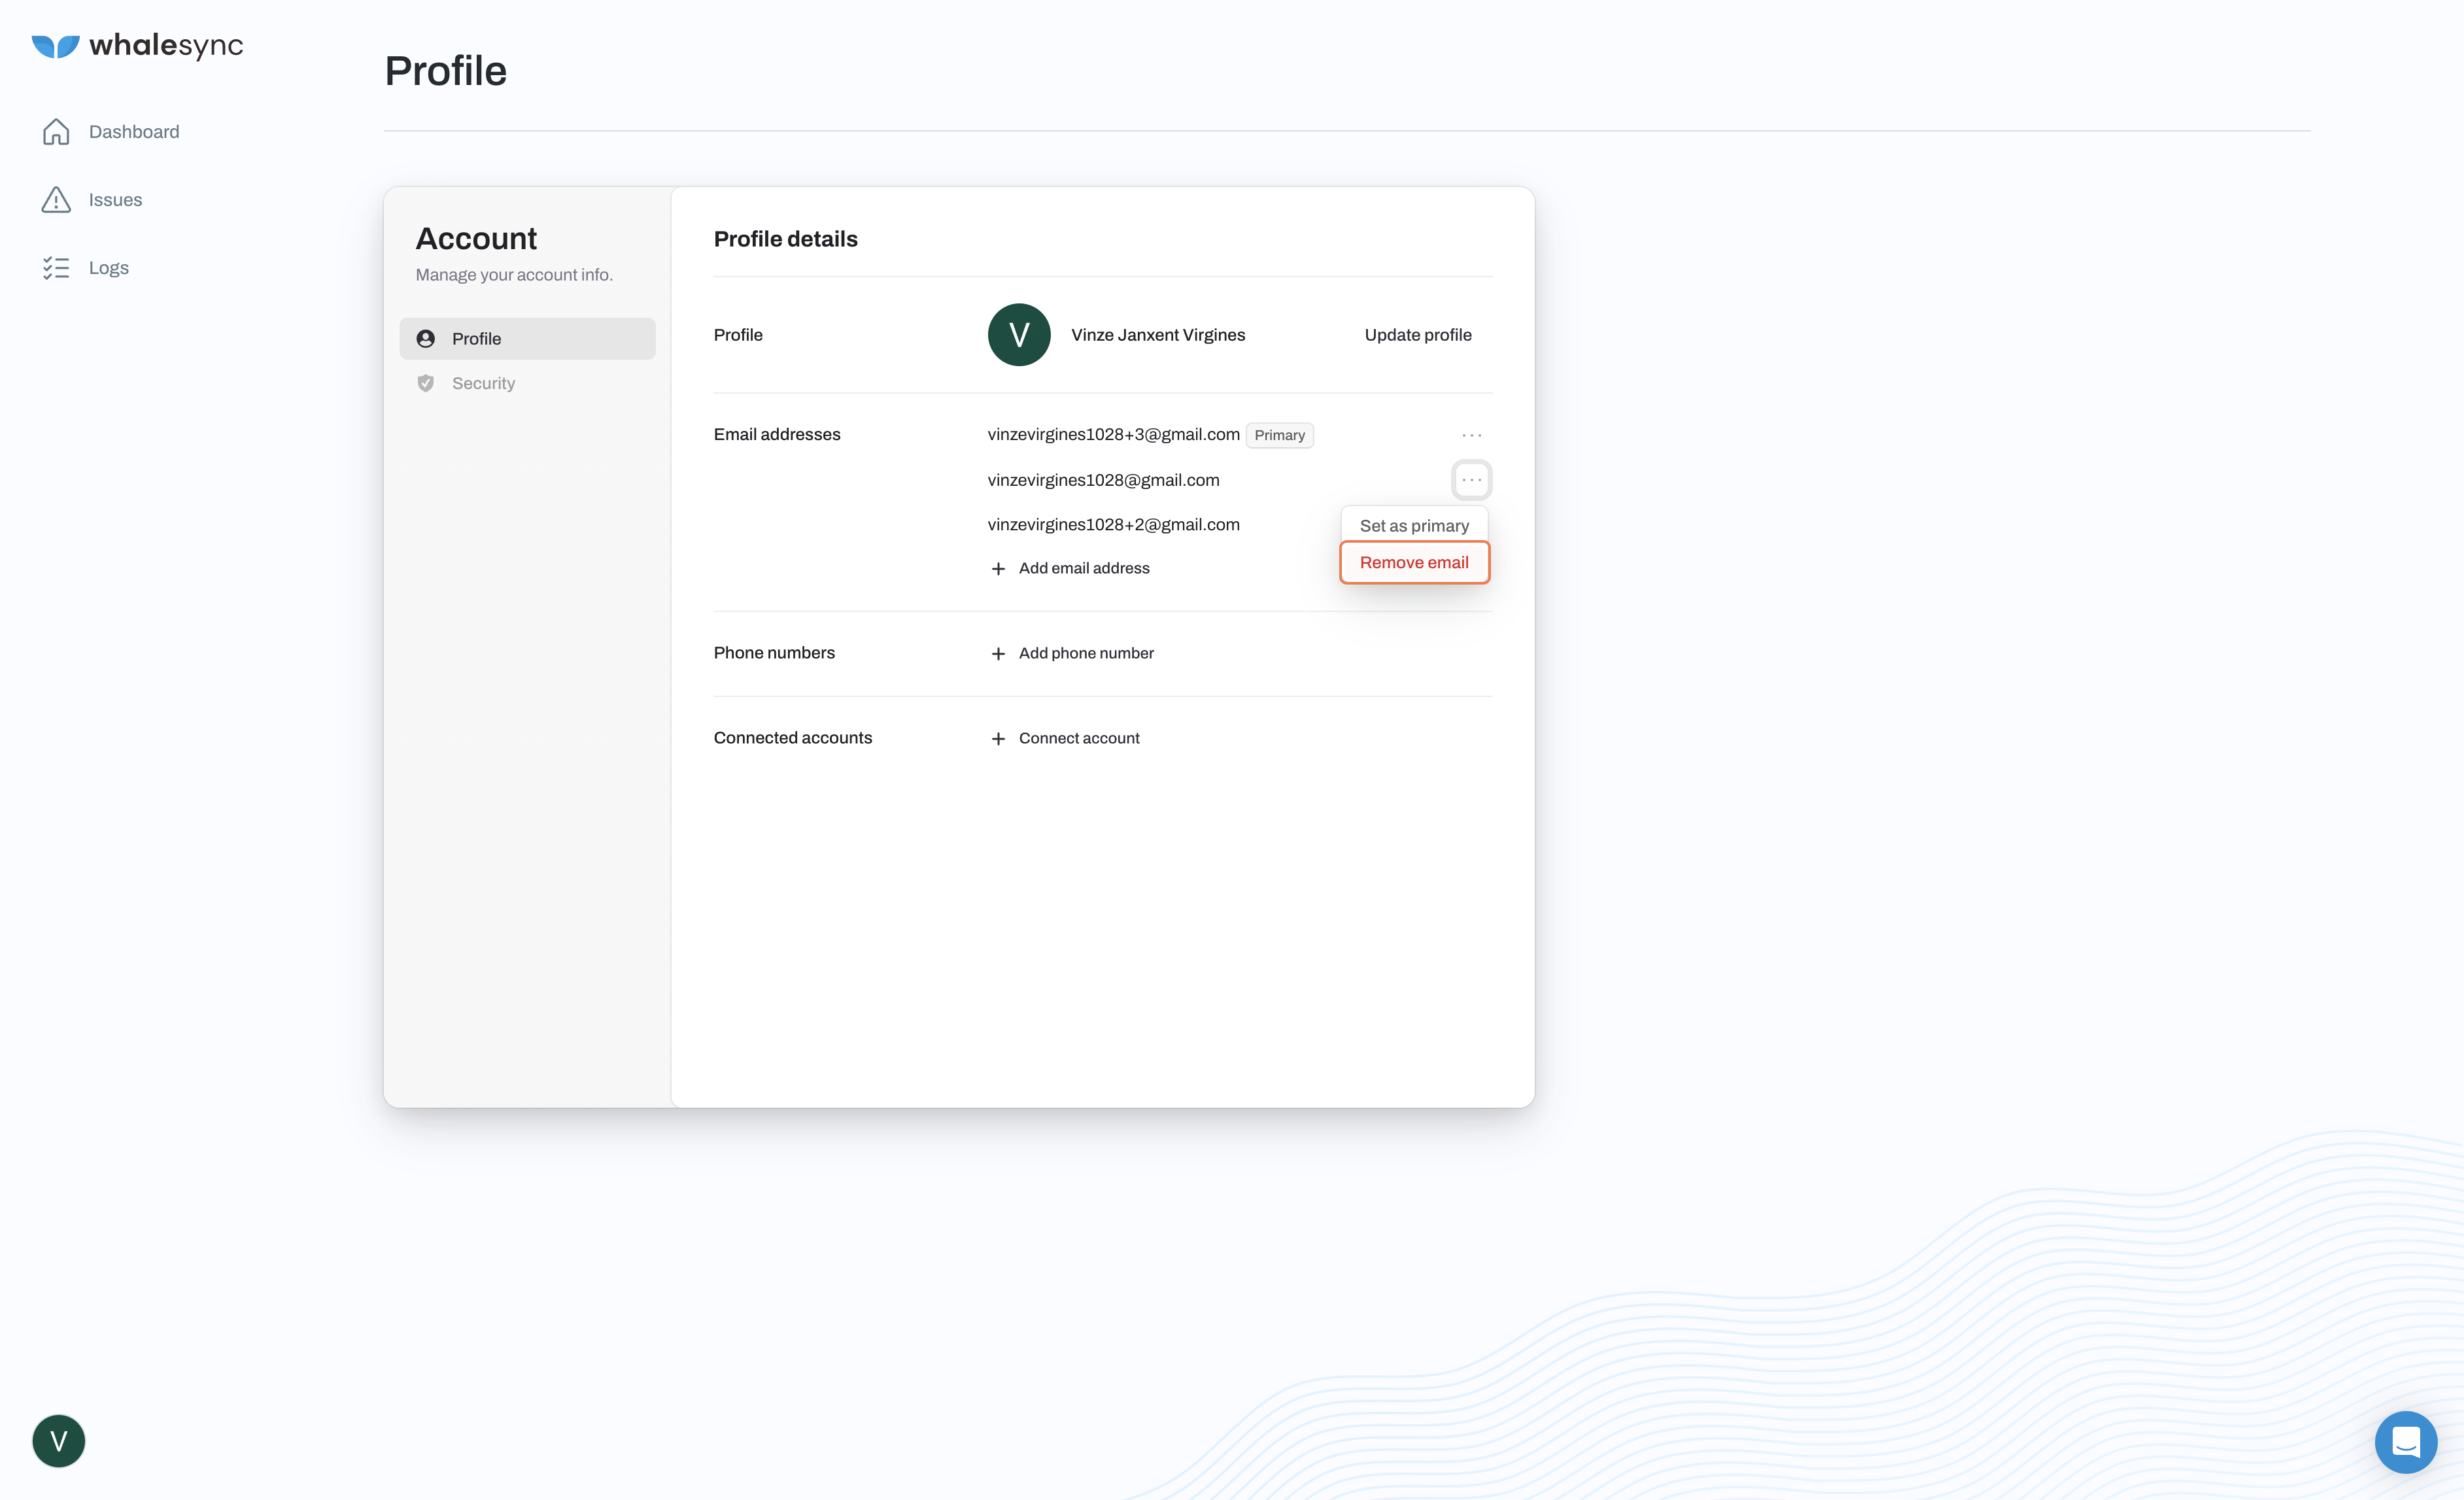 whalesync
Dashboard
Issues
Logs
Profile
Account
Manage your account info.
Profile
Security
Profile details
Profile
V
Vinze Janxent Virgines
Update profile
Email addresses
vinzevirgines1028+3@gmail.com Primary
vinzevirgines1028@gmail.com
vinzevirgines1028+2@gmail.com
Set as primary
Remove email
Add email address
Phone numbers
Add phone number
Connected accounts
Connect account
V